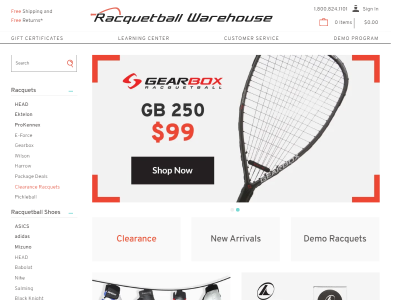 Free Shipping and
Free Returns*
Racquetball Warehouse
1.800.824.1101
Sign In
0 items
$0.00
GIFT CERTIFICATES
LEARNING CENTER
CUSTOMER SERVICE
DEMO PROGRAM
Search
Racquets
HEAD
Ektelon
ProKennex
E-Force
Gearbox
Wilson
Harrow
Package Deals
Clearance Racquets
Pickleball
Racquetball Shoes
ASICS
adidas
Mizuno
HEAD
Babolat
Nike
Salming
Black Knight
GEARBOX
RACQUETBALL
GB 250
$99
Shop Now
GEARBOX
Clearance
New Arrivals
Demo Racquets